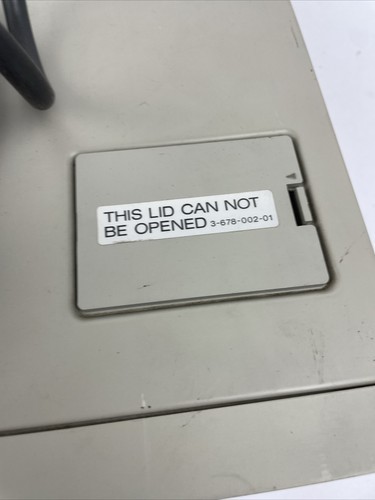 THIS LID CAN NOT
BE OPENED 3-678-002-01